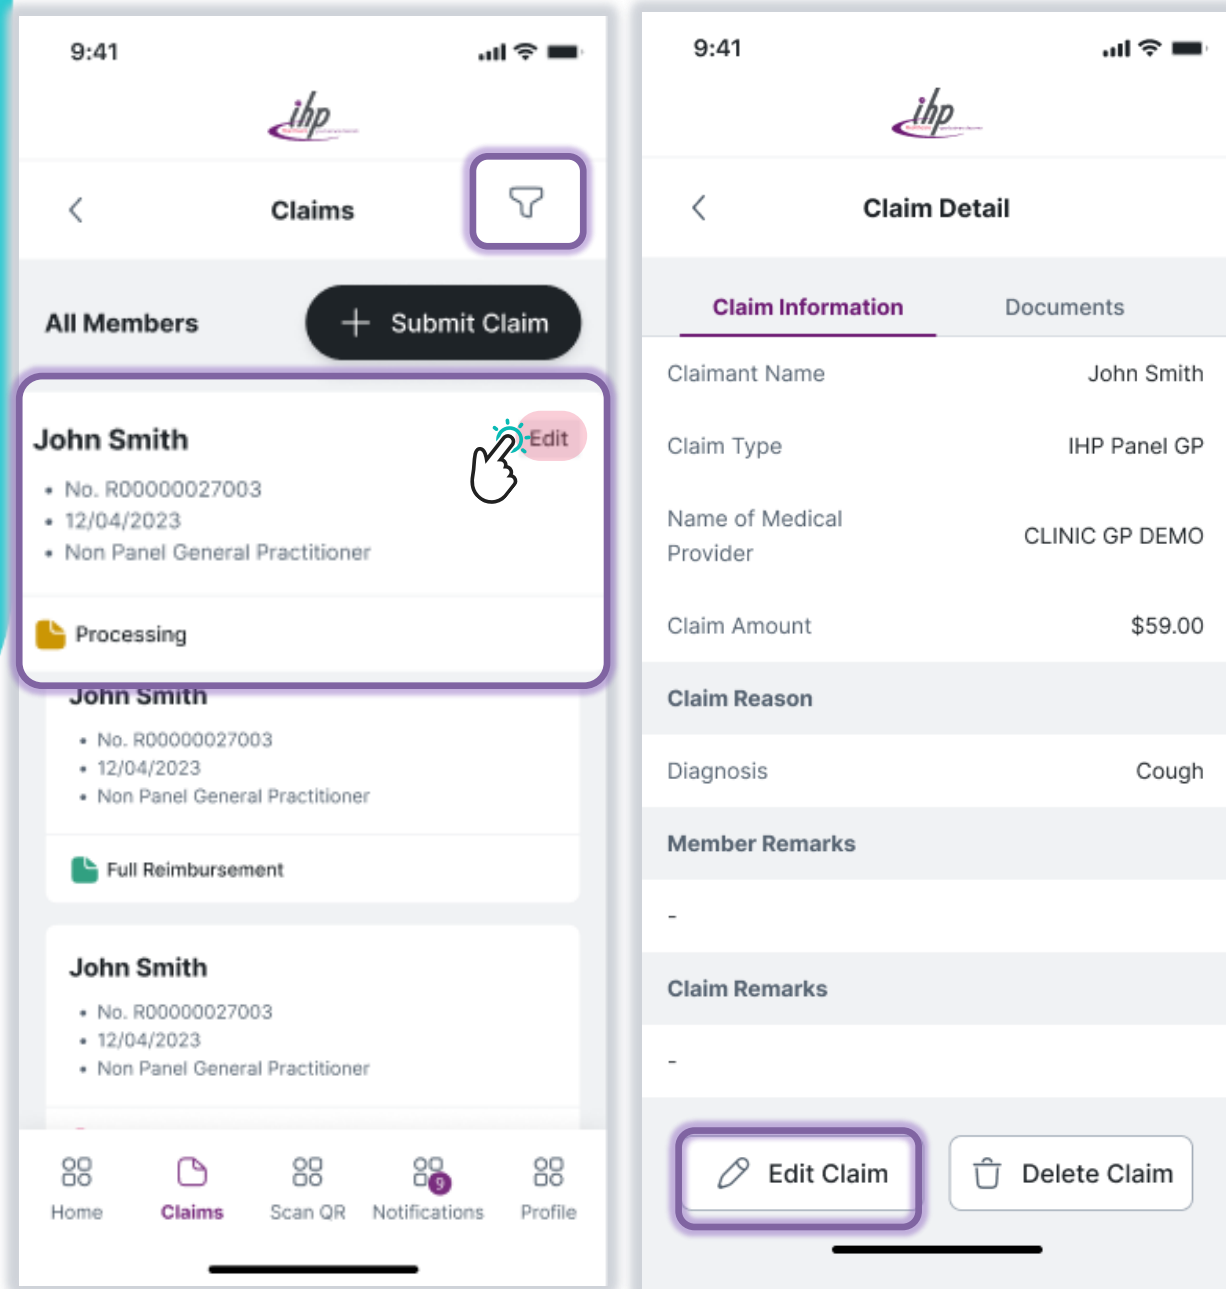 9:41
ihp
Claims
All Members
Submit Claim
John Smith
Edit
• No. R00000027003
• 12/04/2023
• Non Panel General Practitioner
Processing
John Smith
• No. R00000027003
• 12/04/2023
• Non Panel General Practitioner
Full Reimbursement
John Smith
• No. R00000027003
• 12/04/2023
• Non Panel General Practitioner
9
Home
Claims
Scan QR
Notifications
Profile
9:41
ihp
Claim Detail
Claim Information
Documents
Claimant Name
John Smith
Claim Type
IHP Panel GP
Name of Medical
Provider
CLINIC GP DEMO
Claim Amount
$59.00
Claim Reason
Diagnosis
Cough
Member Remarks
-
Claim Remarks
-
Edit Claim
Delete Claim